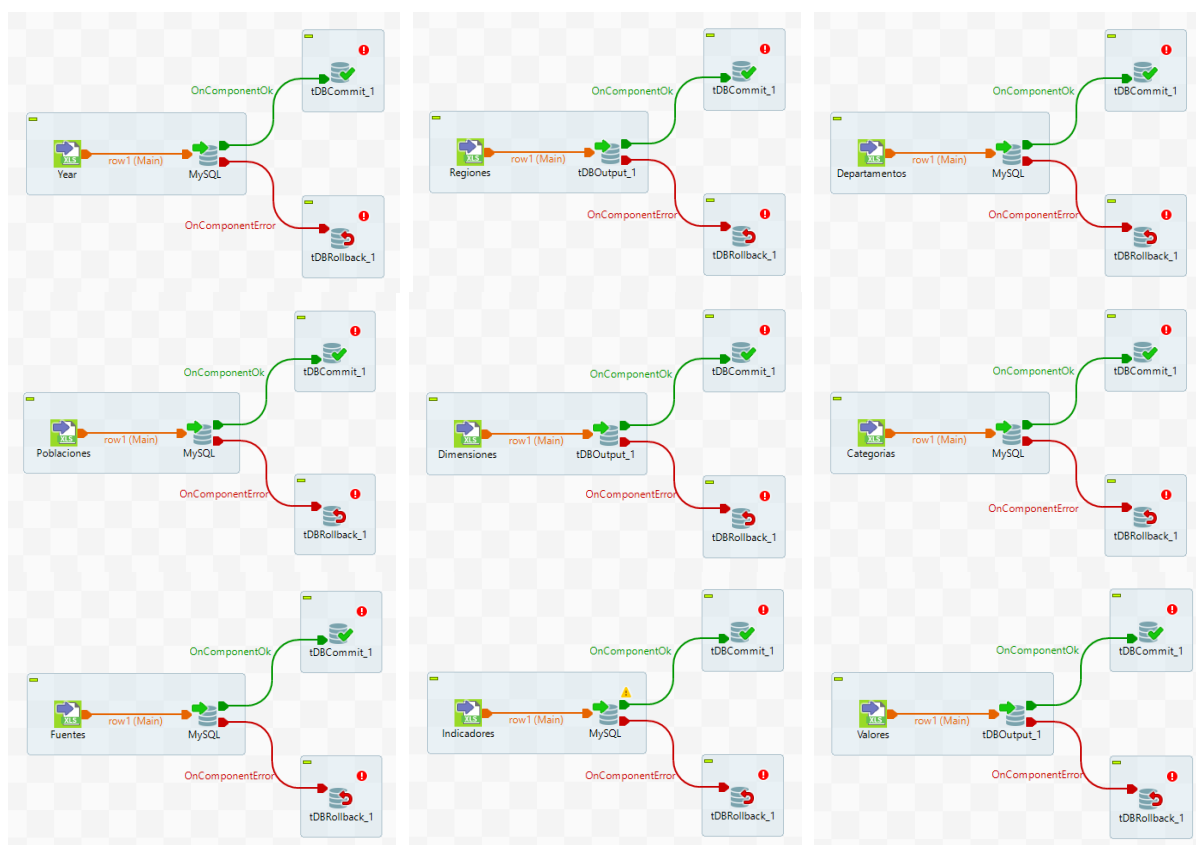 tDBCommit_1
OnComponentOk
row1 (Main)
Year
MySQL
OnComponentError
tDBRollback_1
tDBCommit_1
OnComponentOk
row1 (Main)
Regiones
tDBOutput_1
OnComponentError
tDBRollback_1
tDBCommit_1
OnComponentOk
row1 (Main)
Departamentos
MySQL
OnComponentError
tDBRollback_1
tDBCommit_1
OnComponentOk
row1 (Main)
Poblaciones
MySQL
OnComponentError
tDBRollback_1
tDBCommit_1
OnComponentOk
row1 (Main)
Dimensiones
tDBOutput_1
OnComponentError
tDBRollback_1
tDBCommit_1
OnComponentOk
row1 (Main)
Categorias
MySQL
OnComponentError
tDBRollback_1
tDBCommit_1
OnComponentOk
row1 (Main)
Fuentes
MySQL
OnComponentError
tDBRollback_1
tDBCommit_1
OnComponentOk
row1 (Main)
Indicadores
MySQL
OnComponentError
tDBRollback_1
tDBCommit_1
OnComponentOk
row1 (Main)
Valores
tDBOutput_1
OnComponentError
tDBRollback_1